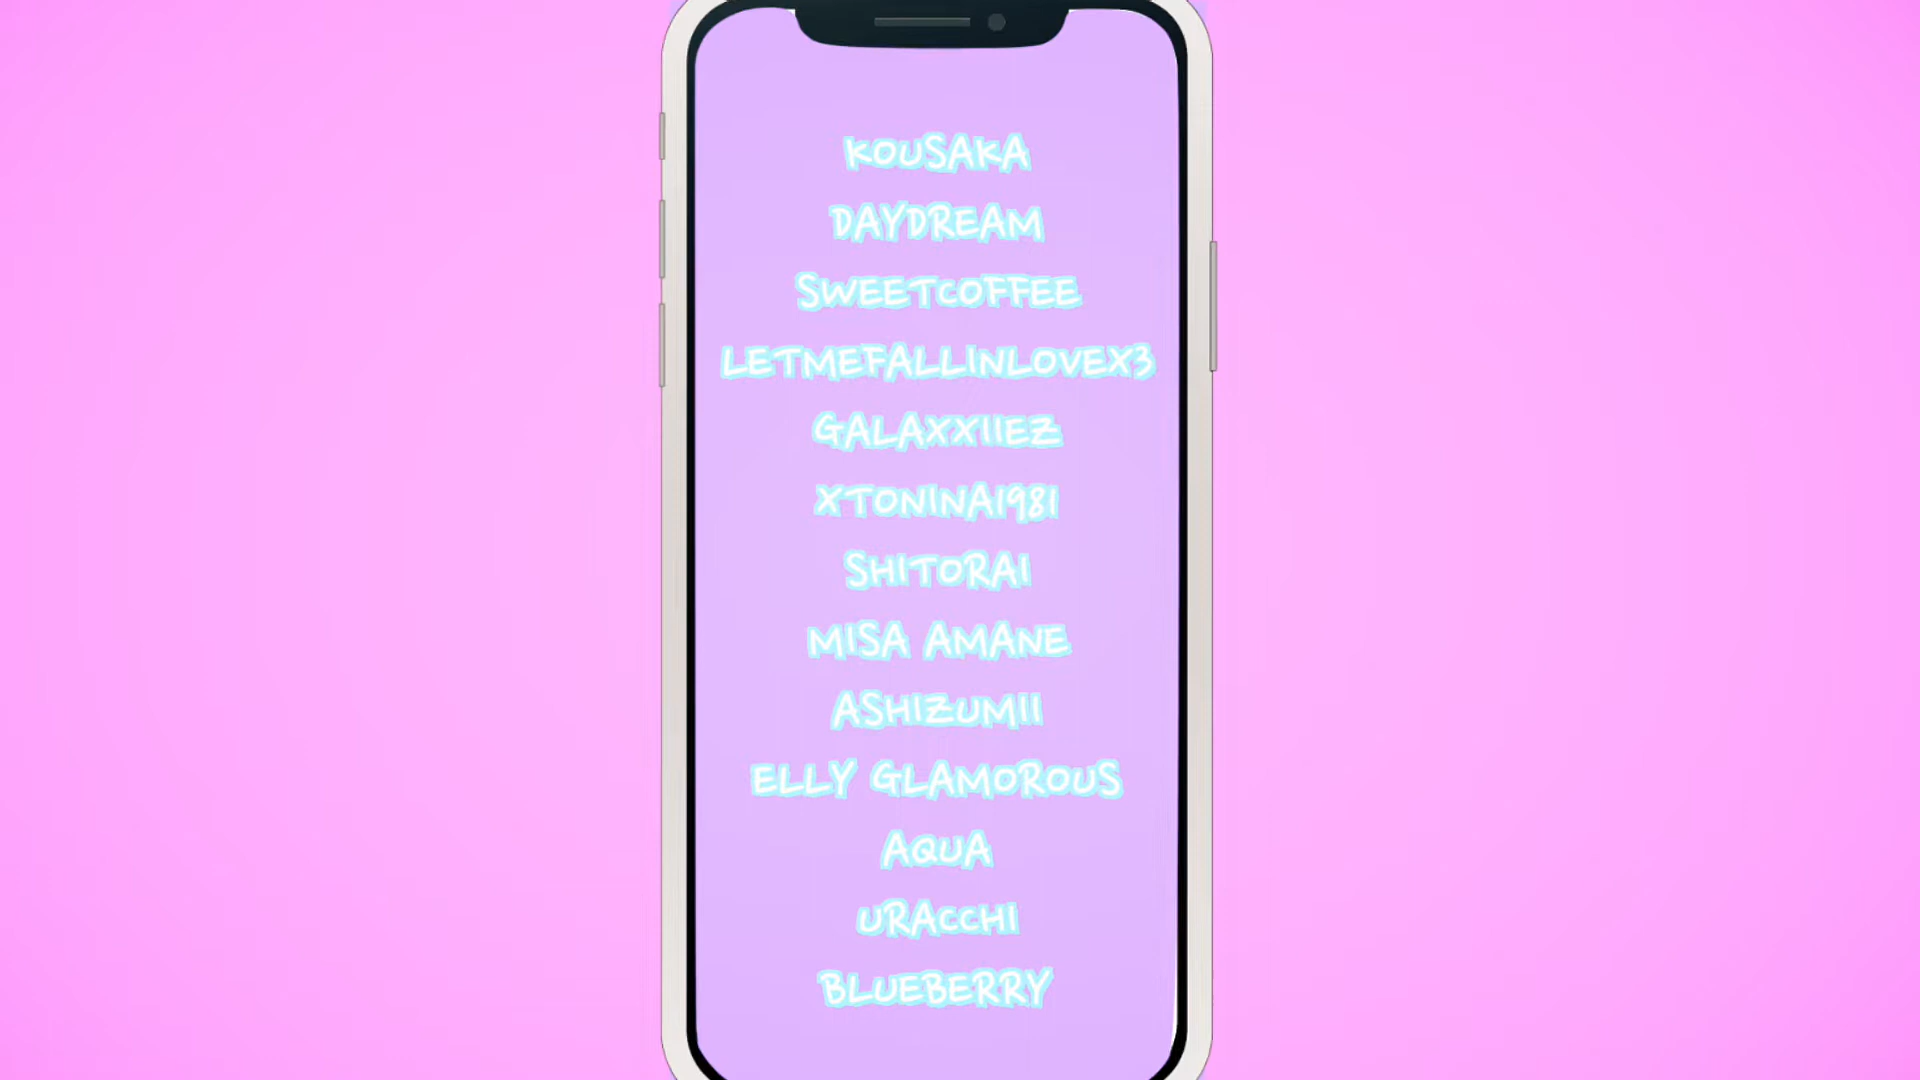 KOUSAKA
DAYDREAM
SWEETCOFFEE
LETMEFALLINLOVEX3
GALAXXIIEZ
XTONINA1981
SHITORAI
MISA AMANE
ASHIZUMII
ELLY GLAMOROUS
AQUA
URACCHI
BLUEBERRY